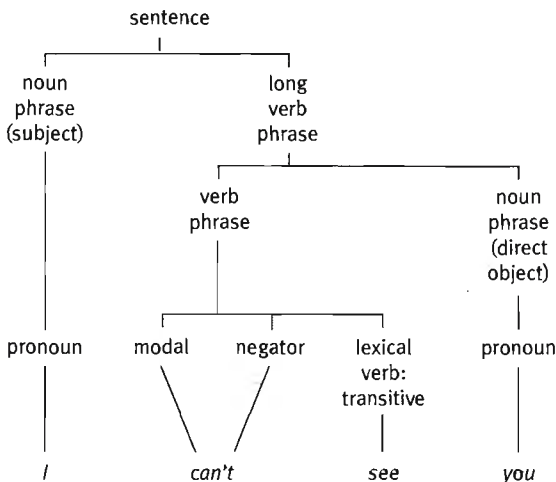 sentence
noun
phrase
(subject)
long
verb
phrase
verb
phrase
noun
phrase
(direct
object)
pronoun
modal
negator
lexical
verb:
transitive
pronoun
I
can't
see
you